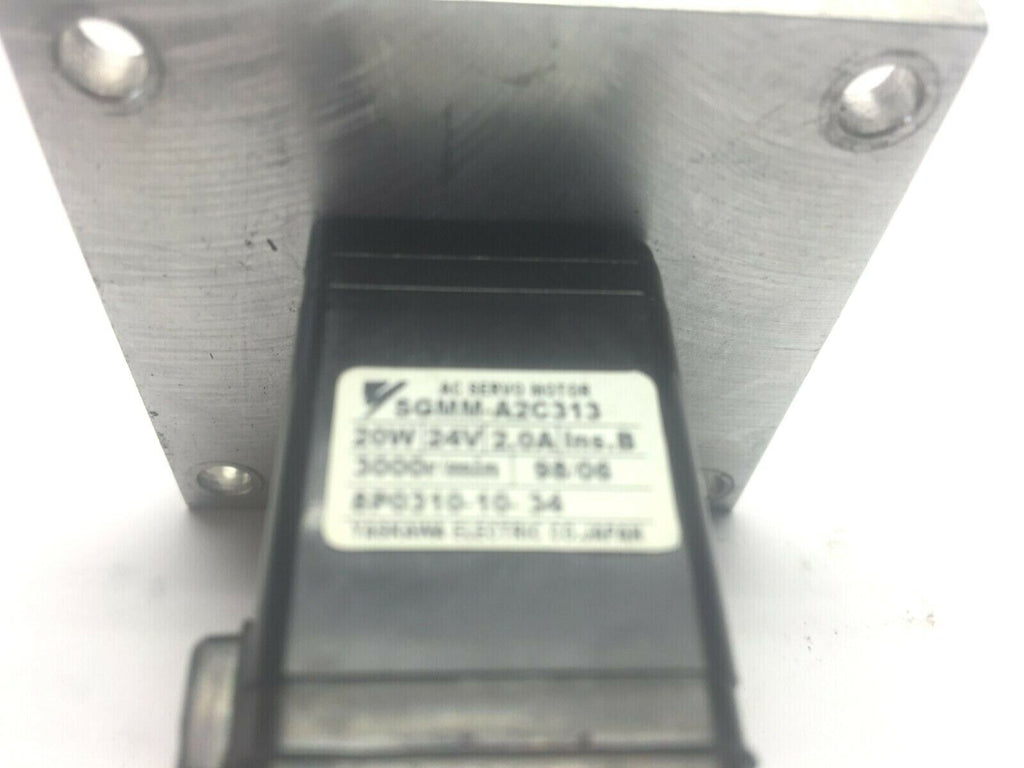 AC SERVO MOTOR
SGMM-A2C313
20W 24V 2.0A Ins.B
3000r/min 98/06
8P0310-10- 34
YASKAWA ELECTRIC CO.JAPAN